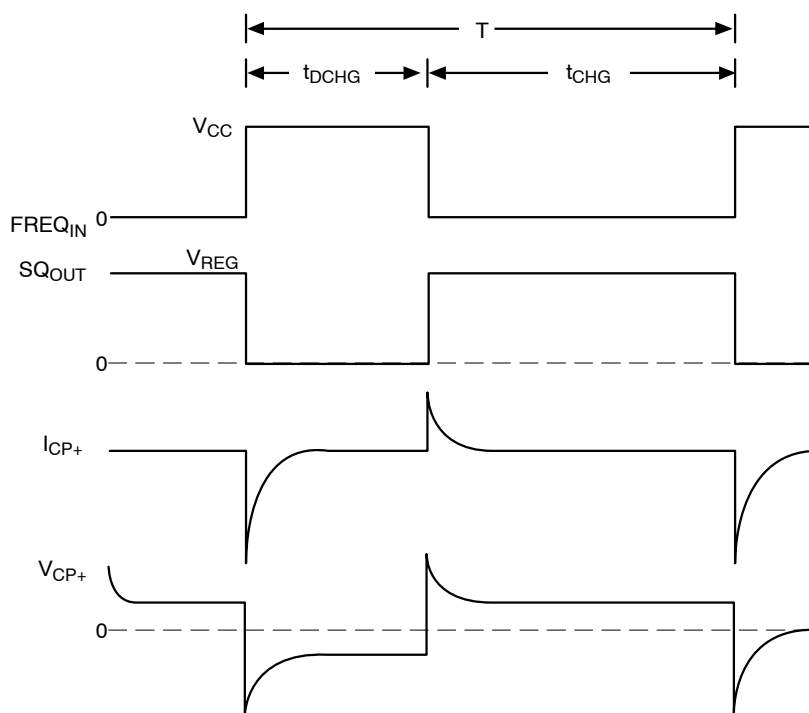 T
tDCHG
tCHG
VCC
0
FREQIN
VREG
SQOUT
0
ICP+
VCP+
0